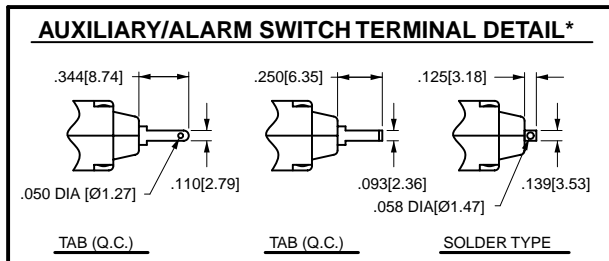 AUXILIARY/ALARM SWITCH TERMINAL DETAIL*
.344[8.74]
.250[6.35]
.125[3.18]
.050 DIA [Ø1.27]
.110[2.79]
.093[2.36]
.139[3.53]
.058 DIA[Ø1.47]
TAB (Q.C.)
TAB (Q.C.)
SOLDER TYPE